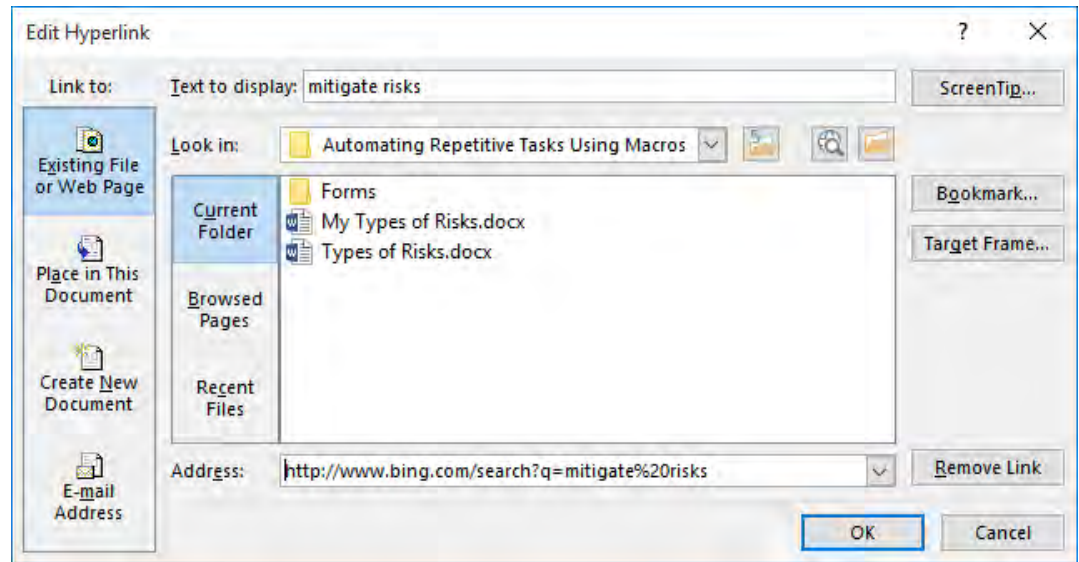 Edit Hyperlink
?
Link to:
Text to display: mitigate risks
ScreenTip...
Existing File
or Web Page
Look in: Automating Repetitive Tasks Using Macros
Current
Folder
Forms
My Types of Risks.docx
Types of Risks.docx
Bookmark...
Target Frame...
Place in This
Document
Browsed
Pages
Create New
Document
Recent
Files
E-mail
Address
Address: http://www.bing.com/search?q=mitigate%20risks
Remove Link
OK
Cancel